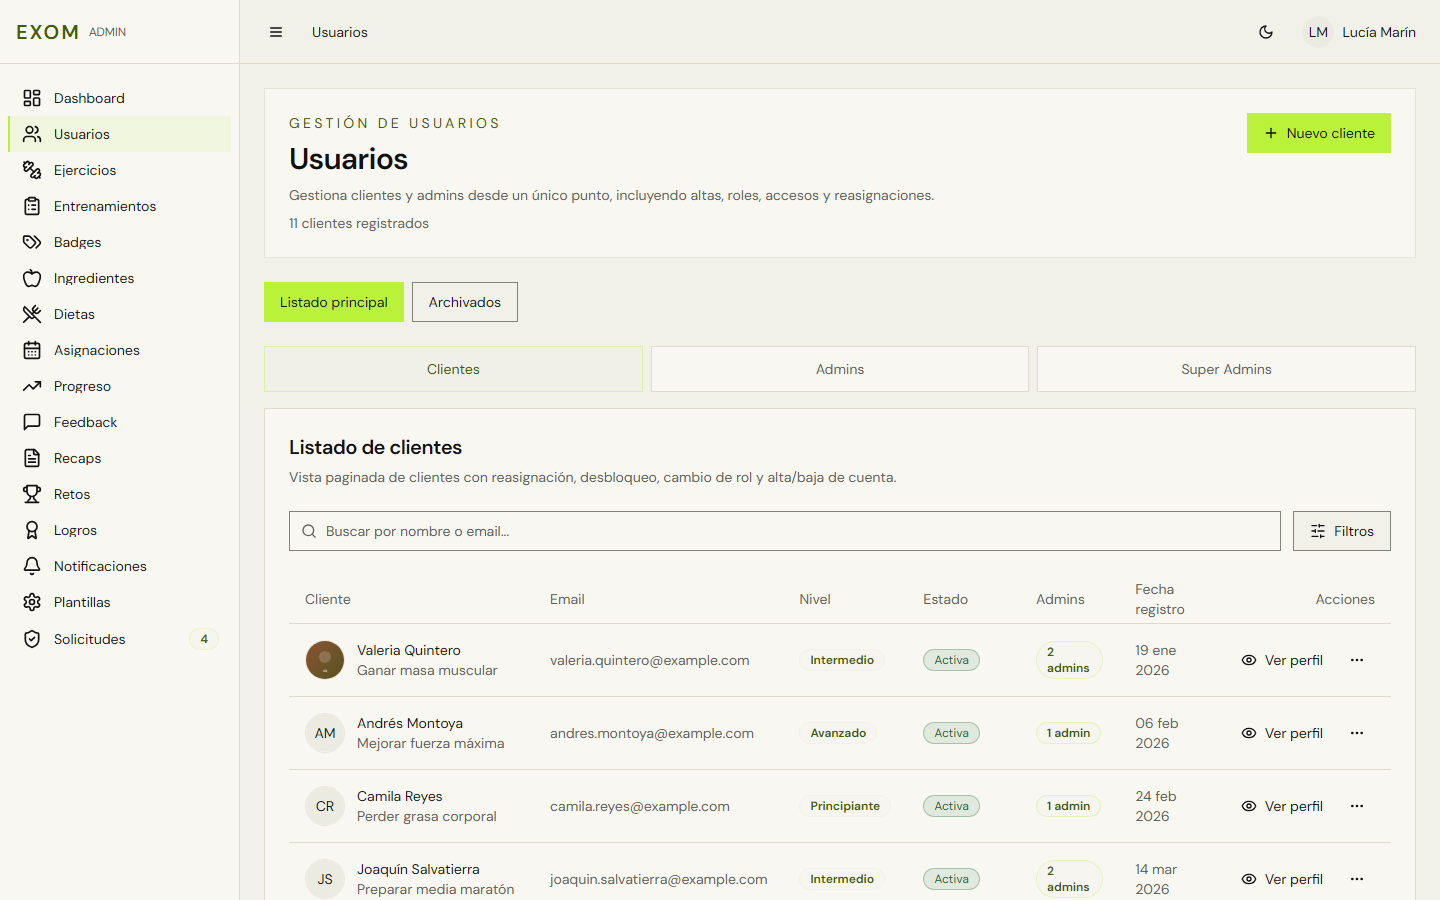 EXOM ADMIN
Usuarios
LM Lucía Marín
Dashboard
Usuarios
Ejercicios
Entrenamientos
Badges
Ingredientes
Dietas
Asignaciones
Progreso
Feedback
Recaps
Retos
Logros
Notificaciones
Plantillas
Solicitudes 4
GESTIÓN DE USUARIOS
Usuarios
Gestiona clientes y admins desde un único punto, incluyendo altas, roles, accesos y reasignaciones.
11 clientes registrados
Nuevo cliente
Listado principal Archivados
Clientes Admins Super Admins
Listado de clientes
Vista paginada de clientes con reasignación, desbloqueo, cambio de rol y alta/baja de cuenta.
Buscar por nombre o email...
Filtros
Cliente Email Nivel Estado Admins Fecha registro Acciones
Valeria Quintero
Ganar masa muscular
valeria.quintero@example.com Intermedio Activa 2 admins 19 ene 2026 Ver perfil
AM Andrés Montoya
Mejorar fuerza máxima
andres.montoya@example.com Avanzado Activa 1 admin 06 feb 2026 Ver perfil
CR Camila Reyes
Perder grasa corporal
camila.reyes@example.com Principiante Activa 1 admin 24 feb 2026 Ver perfil
JS Joaquín Salvatierra
Preparar media maratón
joaquin.salvatierra@example.com Intermedio Activa 2 admins 14 mar 2026 Ver perfil